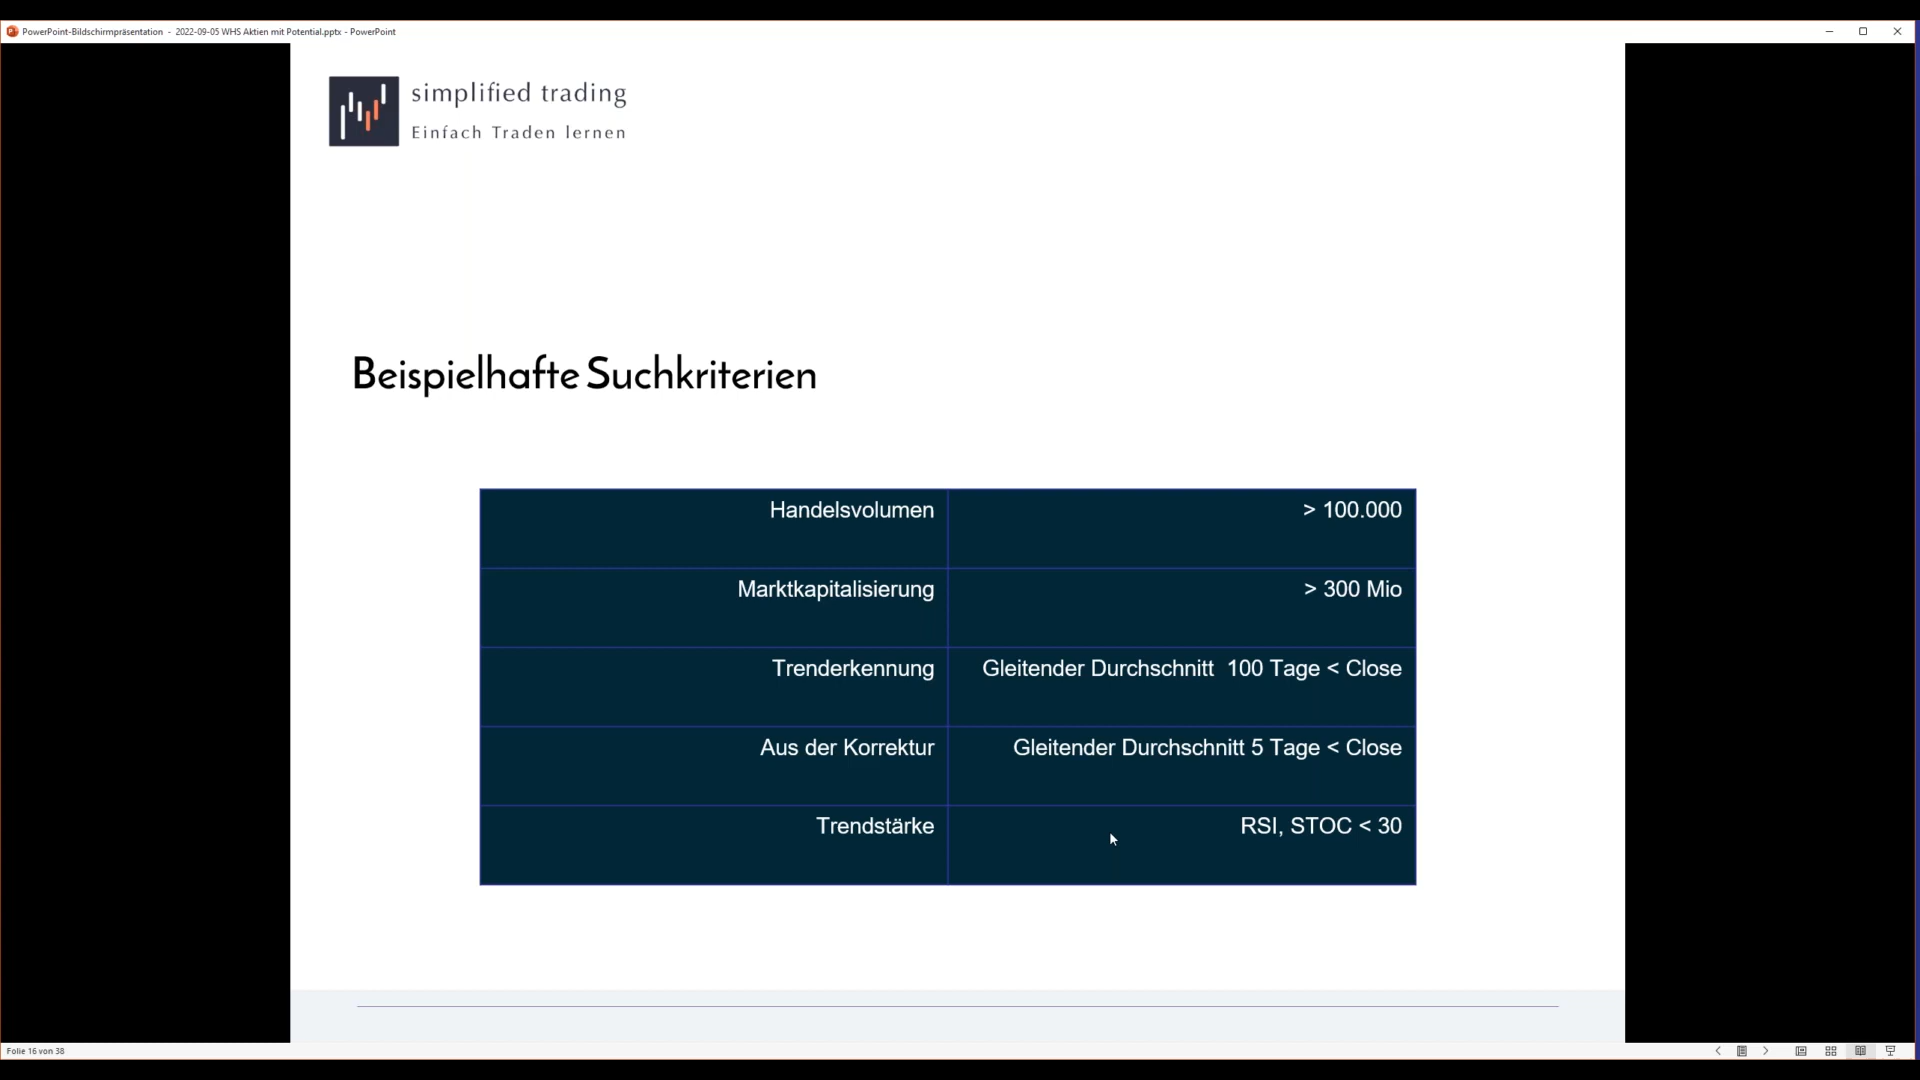 PowerPoint-Bildschirmpräsentation - 2022-09-05 WHS Aktien mit Potential.pptx - PowerPoint
simplified trading
Einfach Traden lernen
Beispielhafte Suchkriterien
Handelsvolumen > 100.000
Marktkapitalisierung > 300 Mio
Trenderkennung Gleitender Durchschnitt 100 Tage < Close
Aus der Korrektur Gleitender Durchschnitt 5 Tage < Close
Trendstärke RSI, STOC < 30
Folie 16 von 38